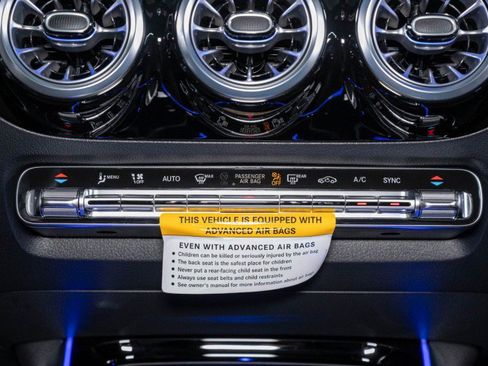 MENU OFF AUTO MAX PASSENGER AIR BAG OFF REAR A/C SYNC
THIS VEHICLE IS EQUIPPED WITH
ADVANCED AIR BAGS
EVEN WITH ADVANCED AIR BAGS
• Children can be killed or seriously injured by the air bag
• The back seat is the safest place for children
• Never put a rear-facing child seat in the front
• Always use seat belts and child restraints
• See owner's manual for more information about air bags